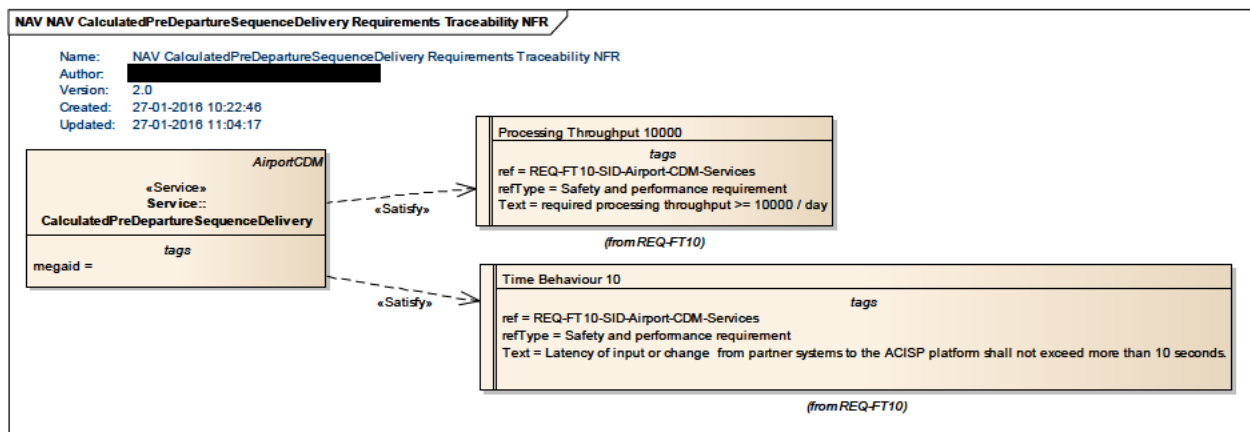 NAV NAV CalculatedPreDepartureSequenceDelivery Requirements Traceability NFR
Name: NAV CalculatedPreDepartureSequenceDelivery Requirements Traceability NFR
Author:
Version: 2.0
Created: 27-01-2016 10:22:46
Updated: 27-01-2016 11:04:17
AirportCDM
«Service»
Service::
CalculatedPreDepartureSequenceDelivery
tags
megaid =
«Satisfy»
Processing Throughput 10000
tags
ref = REQ-FT10-SID-Airport-CDM-Services
refType = Safety and performance requirement
Text = required processing throughput >= 10000 / day
(from REQ-FT10)
«Satisfy»
Time Behaviour 10
tags
ref = REQ-FT10-SID-Airport-CDM-Services
refType = Safety and performance requirement
Text = Latency of input or change from partner systems to the ACISP platform shall not exceed more than 10 seconds.
(from REQ-FT10)